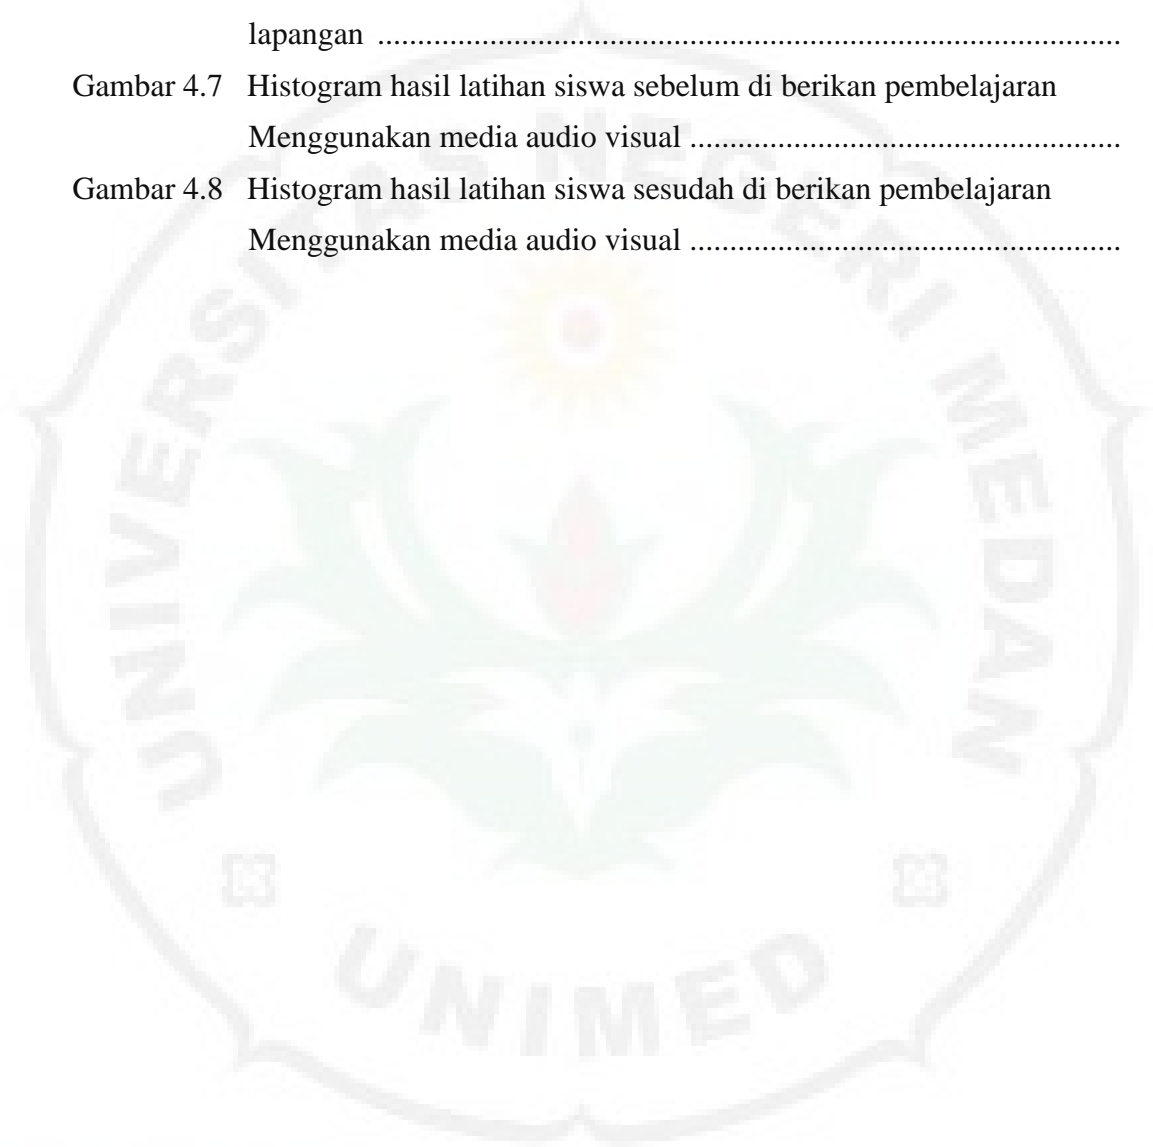 lapangan .............................................................................................
Gambar 4.7 Histogram hasil latihan siswa sebelum di berikan pembelajaran
Menggunakan media audio visual ......................................................
Gambar 4.8 Histogram hasil latihan siswa sesudah di berikan pembelajaran
Menggunakan media audio visual ......................................................
UNIVERSITAS NEGERI MEDAN
UNIMED